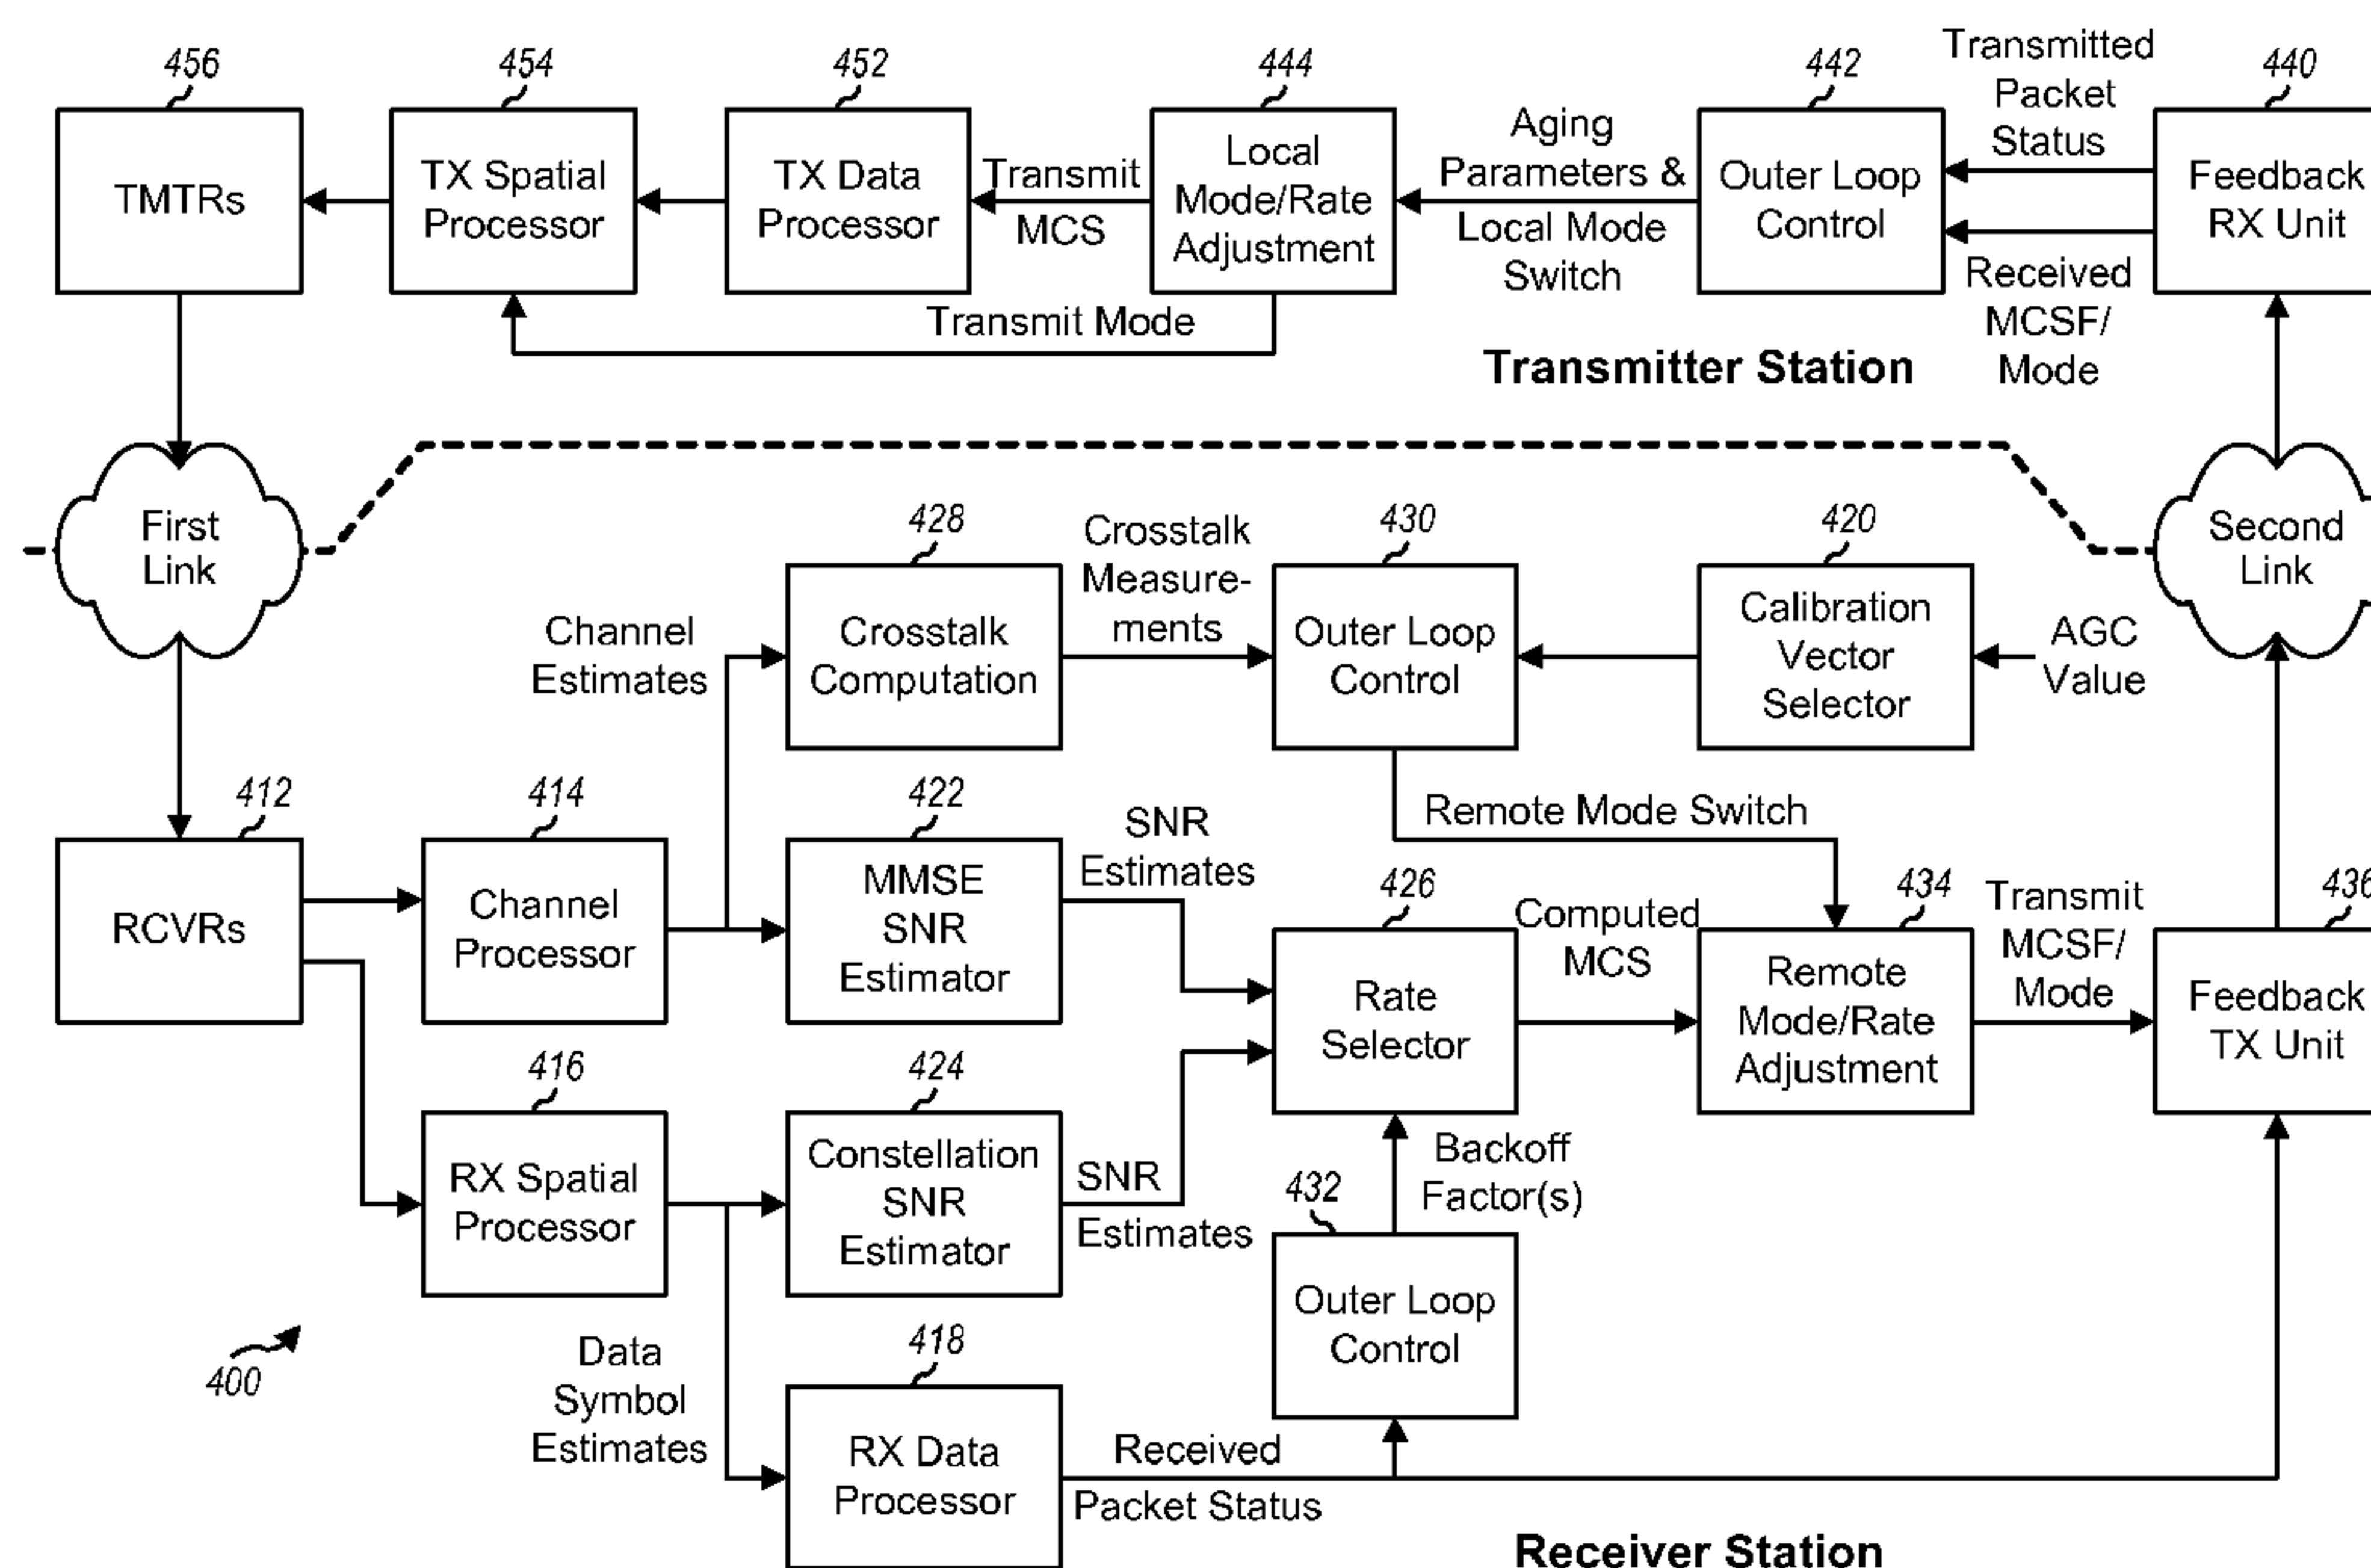 456
454
452
444
442
Transmitted
Packet
Status
440
TMTRs
TX Spatial
Processor
TX Data
Processor
Transmit
MCS
Local
Mode/Rate
Adjustment
Aging
Parameters &
Local Mode
Switch
Outer Loop
Control
Received
MCSF/
Mode
Feedback
RX Unit
Transmit Mode
Transmitter Station
First
Link
Second
Link
428
Crosstalk
Measure-
ments
430
420
Channel
Estimates
Crosstalk
Computation
Outer Loop
Control
Calibration
Vector
Selector
AGC
Value
Remote Mode Switch
412
414
422
SNR
Estimates
426
Computed
MCS
434
Transmit
MCSF/
Mode
436
RCVRs
Channel
Processor
MMSE
SNR
Estimator
Rate
Selector
Remote
Mode/Rate
Adjustment
Feedback
TX Unit
416
424
RX Spatial
Processor
Constellation
SNR
Estimator
SNR
Estimates
432
Backoff
Factor(s)
Outer Loop
Control
400
Data
Symbol
Estimates
418
RX Data
Processor
Received
Packet Status
Receiver Station